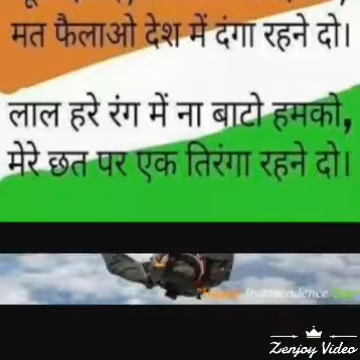 मत फैलाओ देश में दंगा रहने दो।
लाल हरे रंग में ना बाटो हमको,
मेरे छत पर एक तिरंगा रहने दो।
Independence
Zenjoy Video